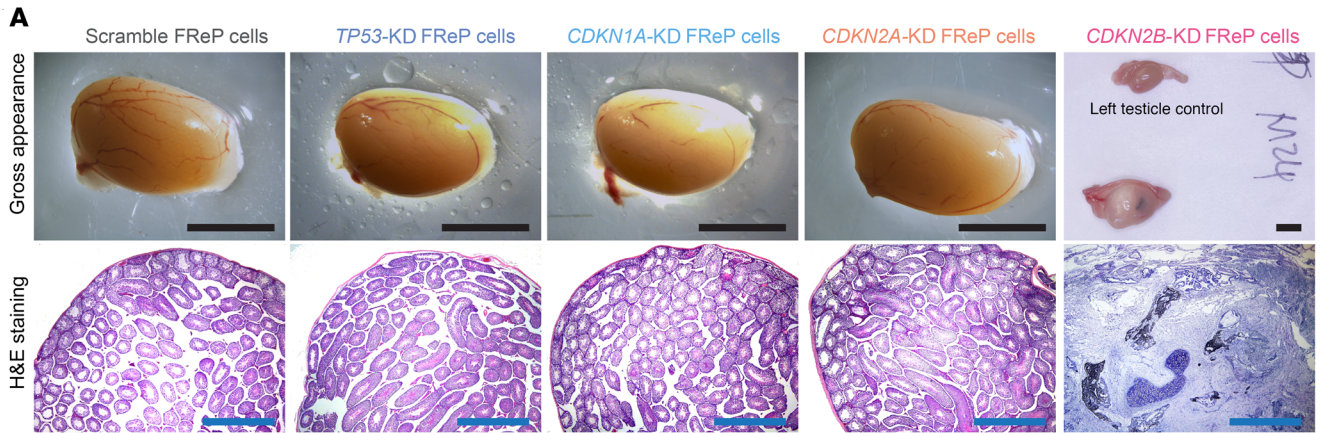 A
Scramble FReP cells
TP53-KD FReP cells
CDKN1A-KD FReP cells
CDKN2A-KD FReP cells
CDKN2B-KD FReP cells
Gross appearance
Left testicle control
M24
H&E staining